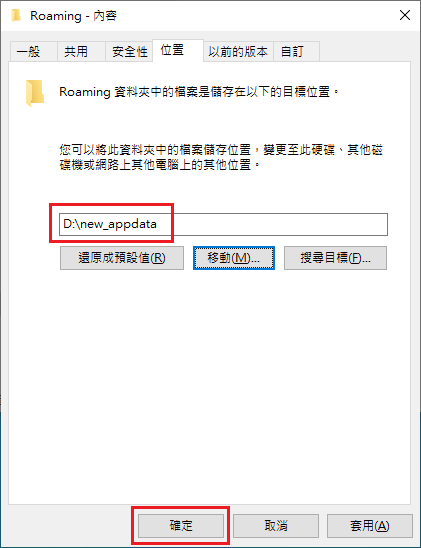 Roaming - 內容
一般
共用
安全性
位置
以前的版本
自訂
Roaming 資料夾中的檔案是儲存在以下的目標位置。
您可以將此資料夾中的檔案儲存位置，變更至此硬碟、其他磁
碟機或網路上其他電腦上的其他位置。
D:\new_appdata
還原成預設值(R)
移動(M)...
搜尋目標(F)...
確定
取消
套用(A)